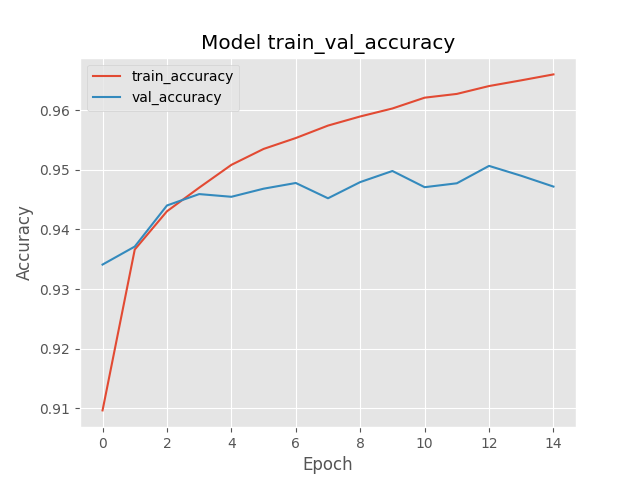 Model train_val_accuracy
train_accuracy
val_accuracy
0.96
0.95
0.94
0.93
0.92
0.91
Accuracy
0 2 4 6 8 10 12 14
Epoch